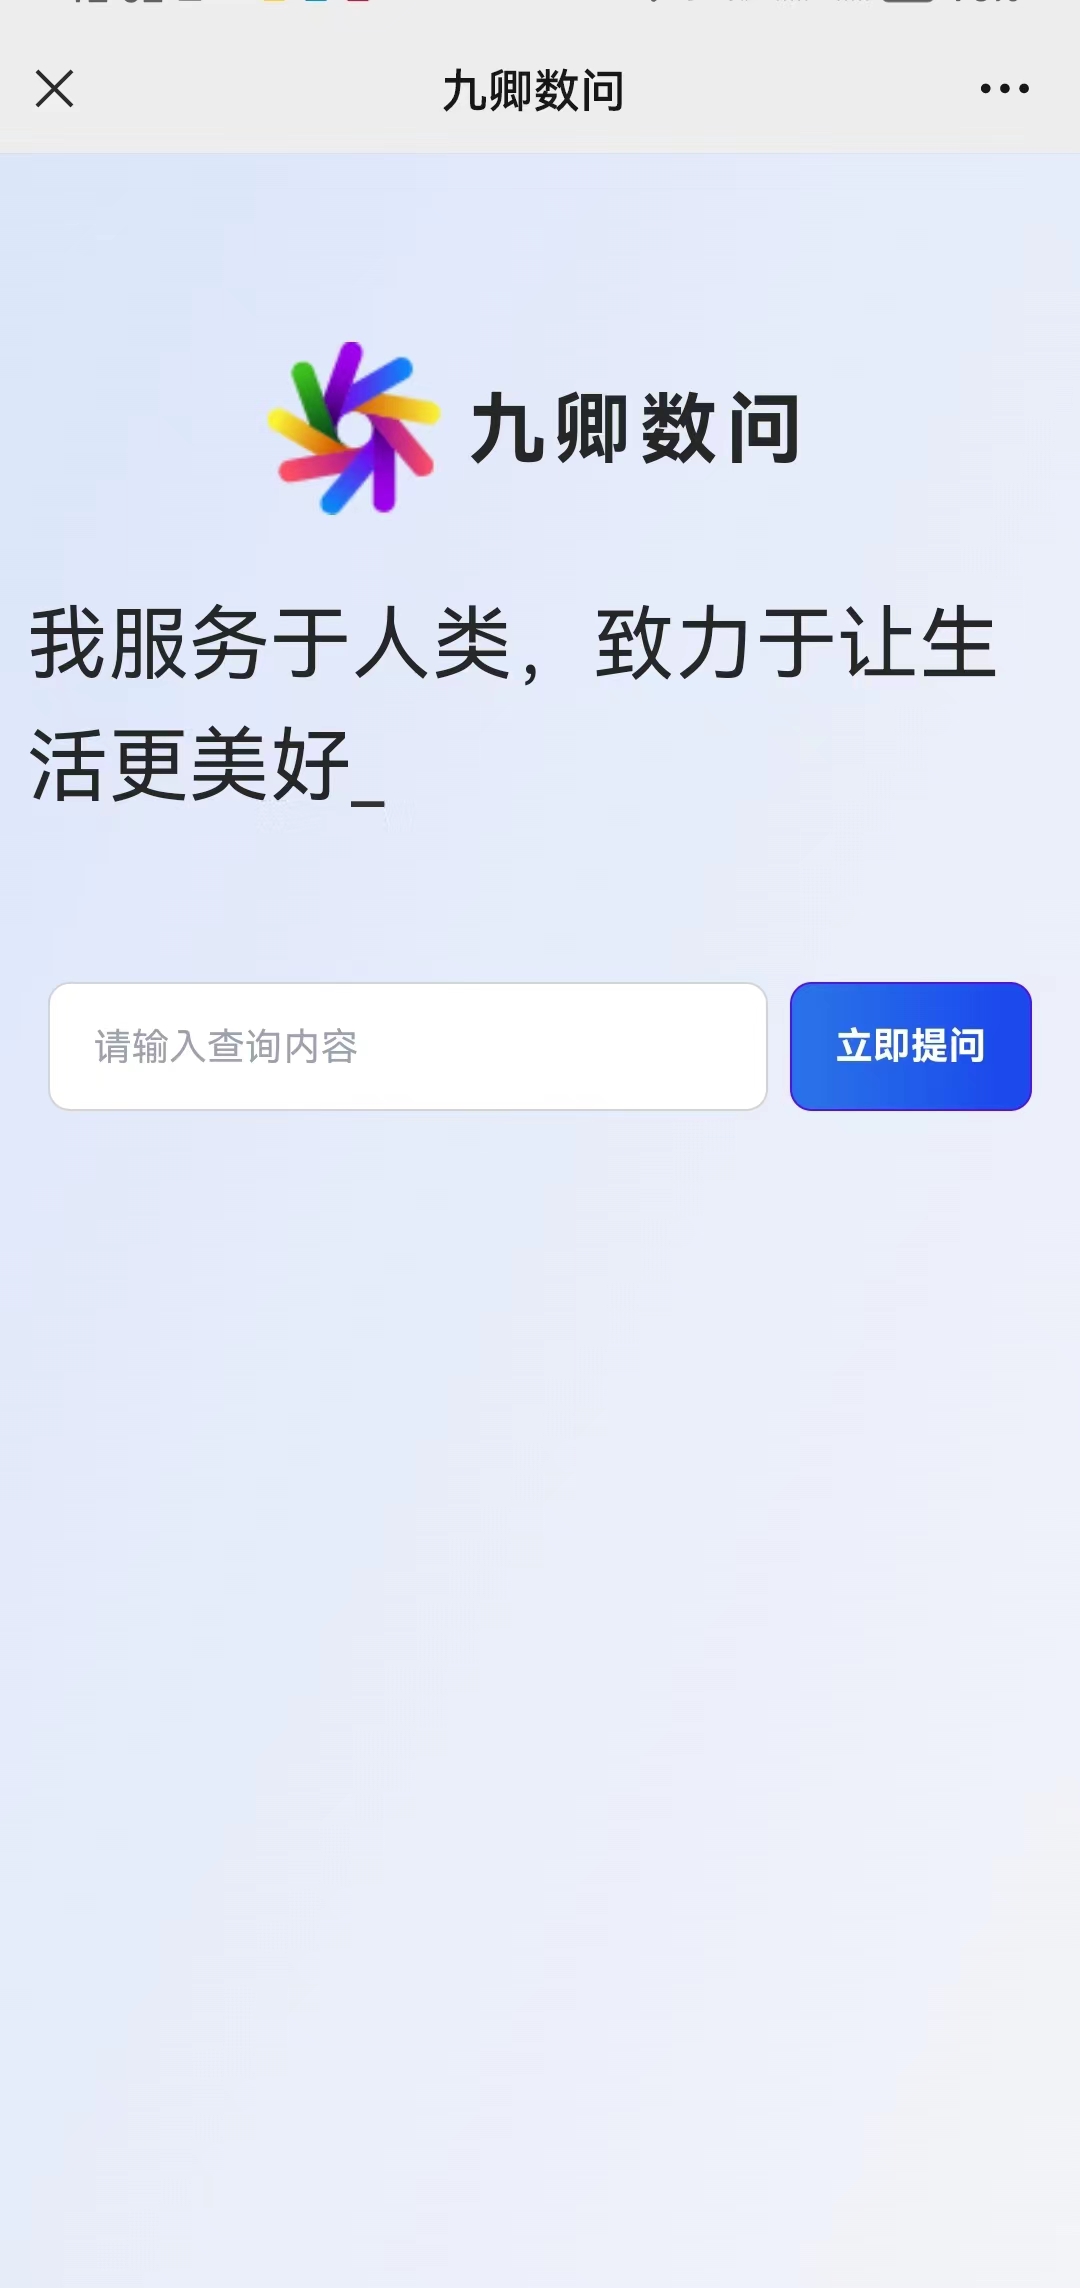 九卿数问
九卿数问
我服务于人类，致力于让生
活更美好_
请输入查询内容
立即提问